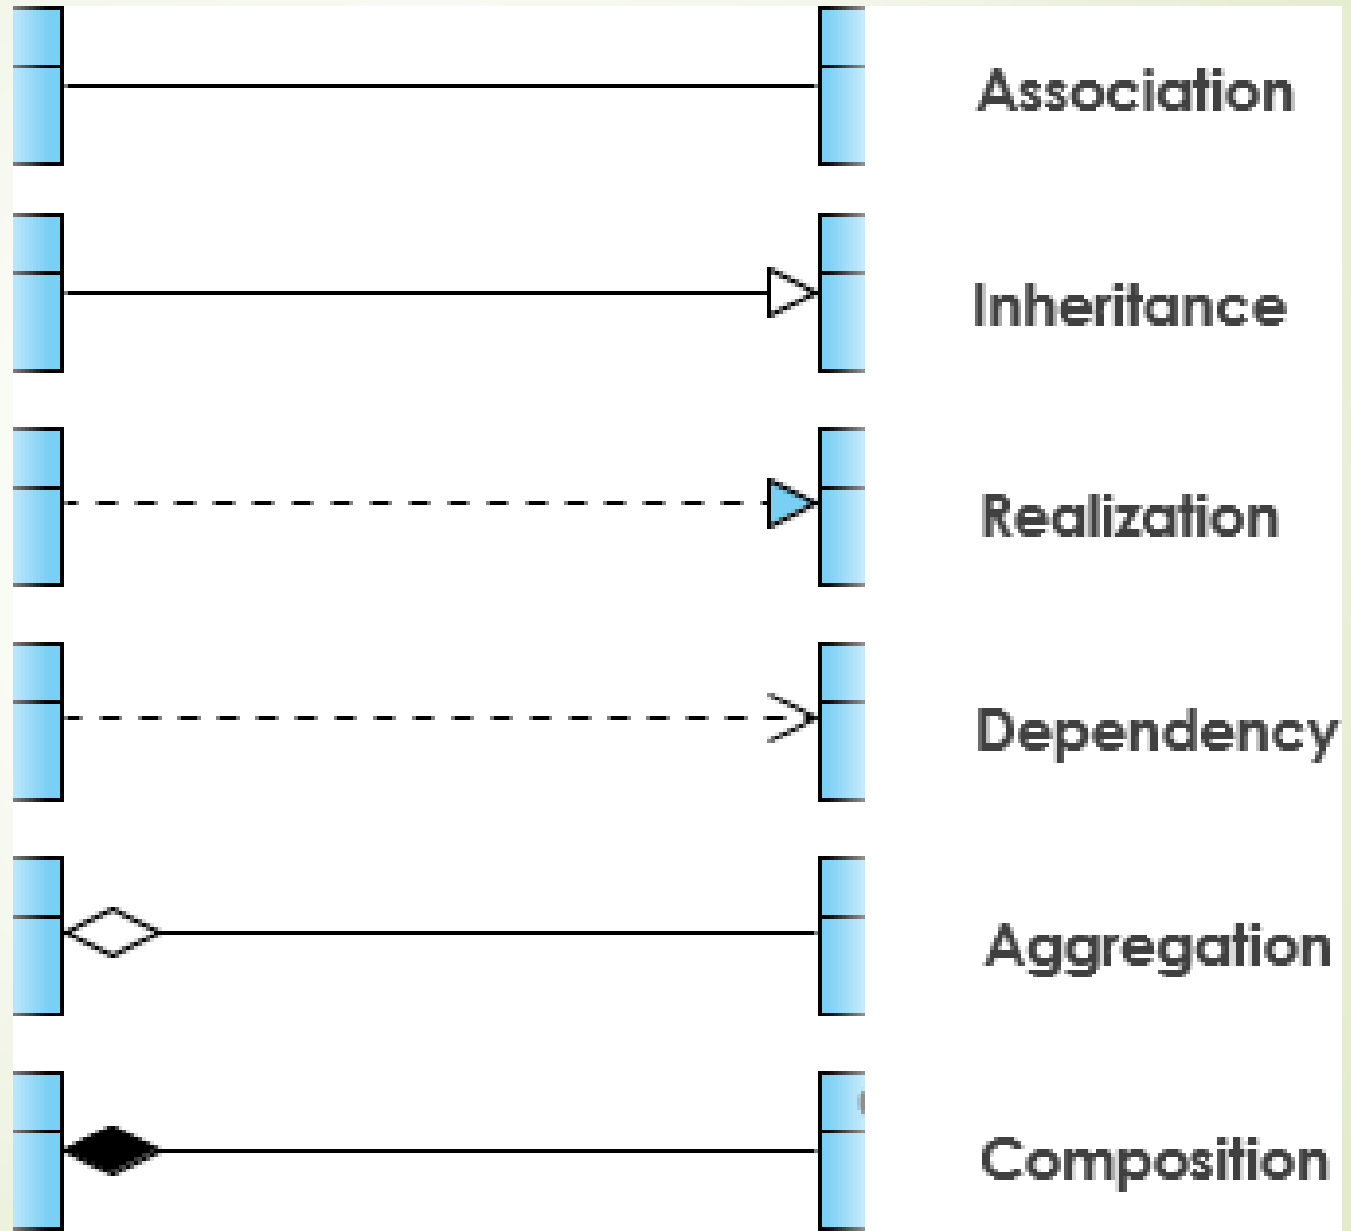 Association
Inheritance
Realization
Dependency
Aggregation
Composition